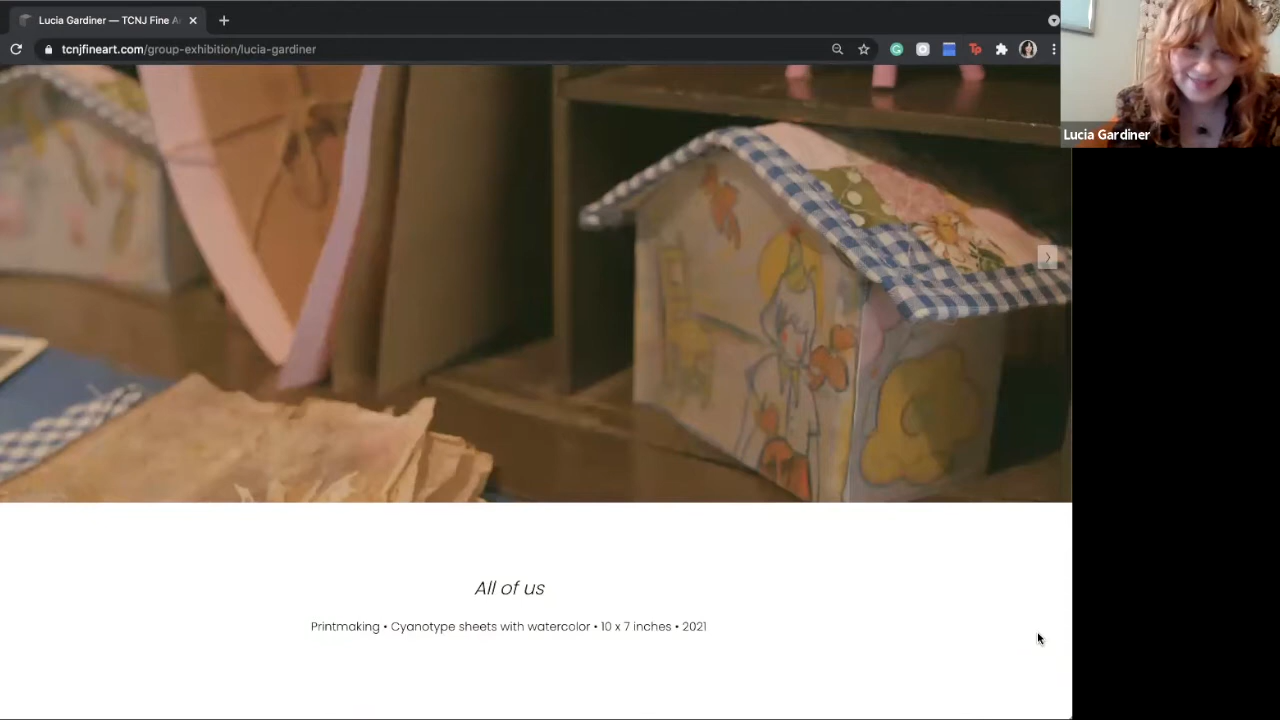 Lucia Gardiner — TCNJ Fine A
tcnjfineart.com/group-exhibition/lucia-gardiner
Lucia Gardiner
All of us
Printmaking • Cyanotype sheets with watercolor • 10 x 7 inches • 2021